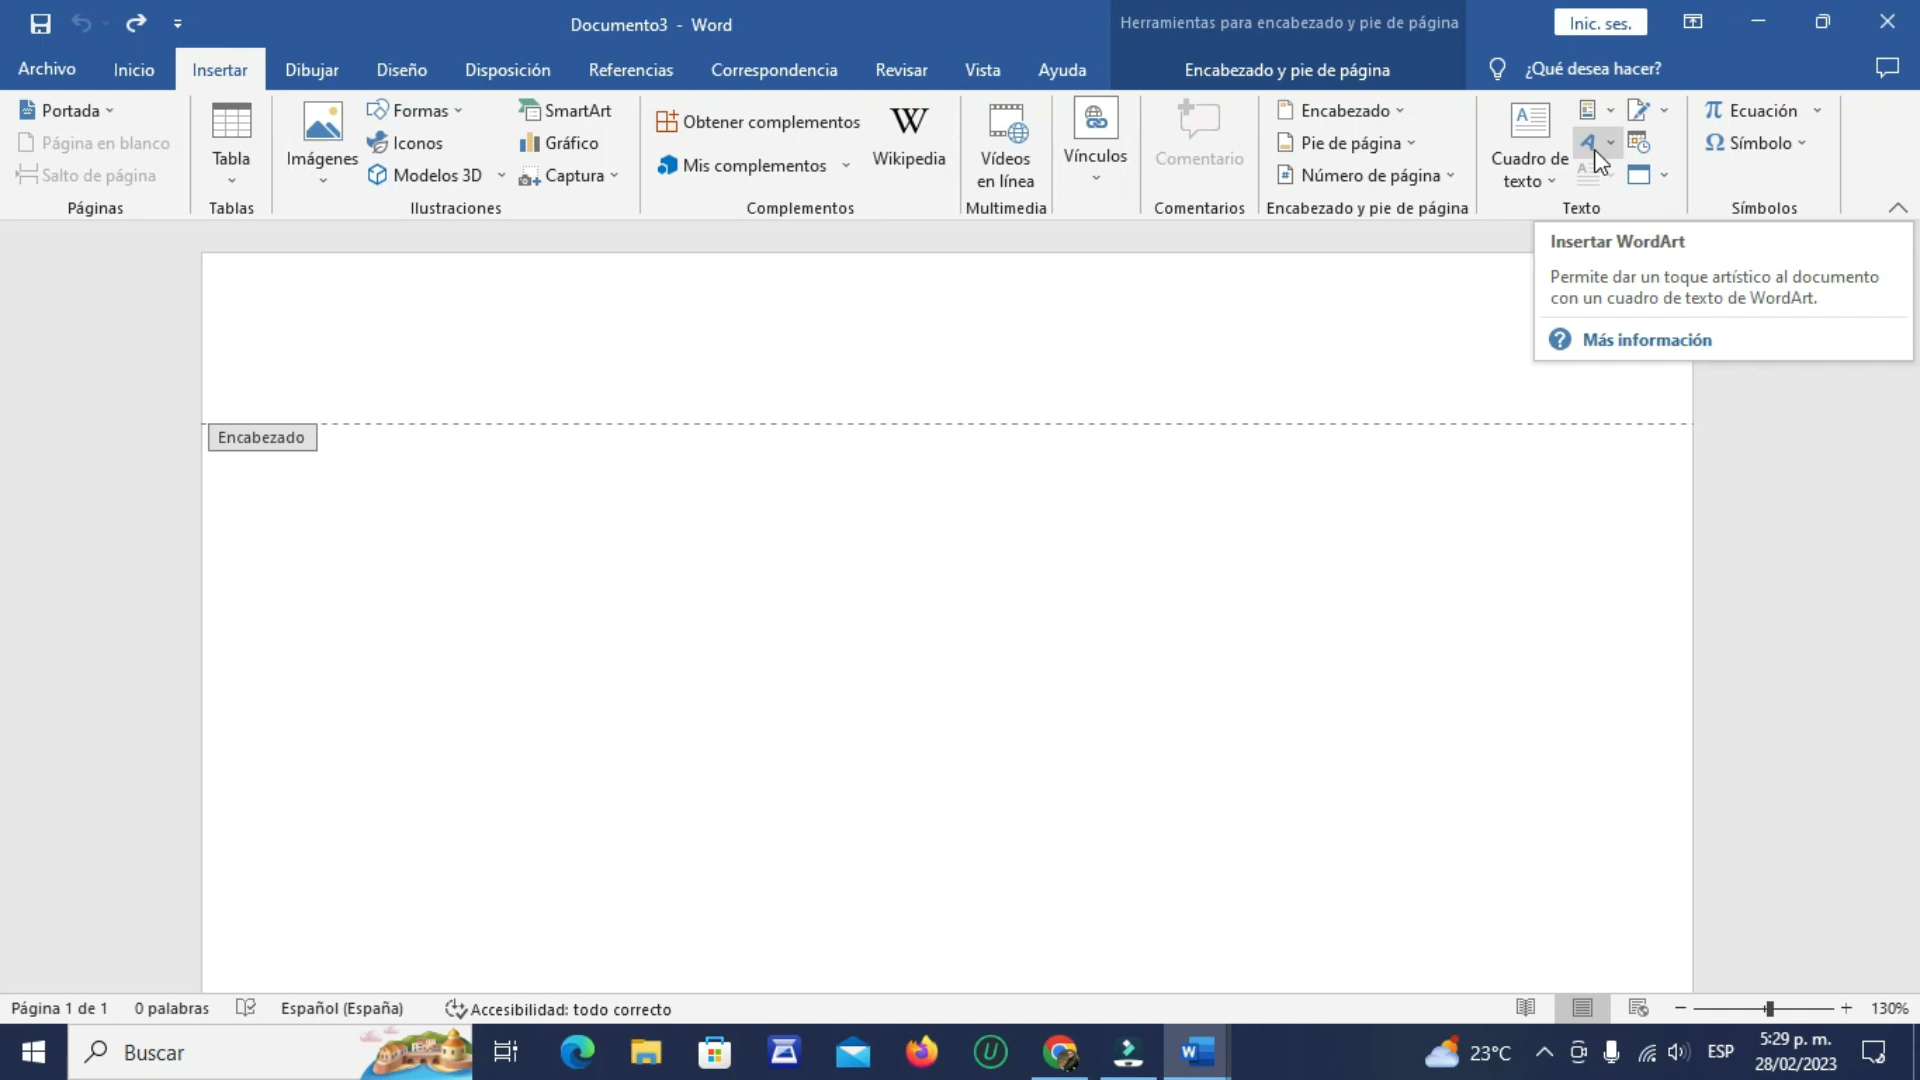 Documento3 - Word
Herramientas para encabezado y pie de página
Inic. ses.
Archivo
Inicio
Insertar
Dibujar
Diseño
Disposición
Referencias
Correspondencia
Revisar
Vista
Ayuda
Encabezado y pie de página
¿Qué desea hacer?
Portada
Página en blanco
Salto de página
Páginas
Tabla
Tablas
Imágenes
Formas
Iconos
Modelos 3D
SmartArt
Gráfico
Captura
Ilustraciones
Obtener complementos
Mis complementos
W
Wikipedia
Complementos
Vídeos
en línea
Multimedia
Vínculos
Comentario
Comentarios
Encabezado
Pie de página
Número de página
Encabezado y pie de página
Cuadro de
texto
Texto
Ecuación
Símbolo
Símbolos
Insertar WordArt
Permite dar un toque artístico al documento
con un cuadro de texto de WordArt.
Más información
Encabezado
Página 1 de 1
0 palabras
Español (España)
Accesibilidad: todo correcto
130%
Buscar
23°C
ESP
5:29 p. m.
28/02/2023